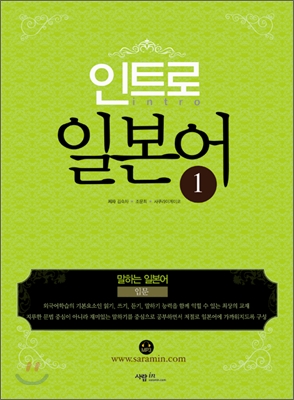 인트로
intro
일본어
1
말하는 일본어
입문
외국어학습의 기본요소인 읽기, 쓰기, 듣기, 말하기 능력을 함께 익힐 수 있는 최상의 교재
지루한 문법 중심이 아니라 재미있는 말하기를 중심으로 공부하면서 저절로 일본어에 가까워지도록 구성
MP3
www.saramin.com
사람in